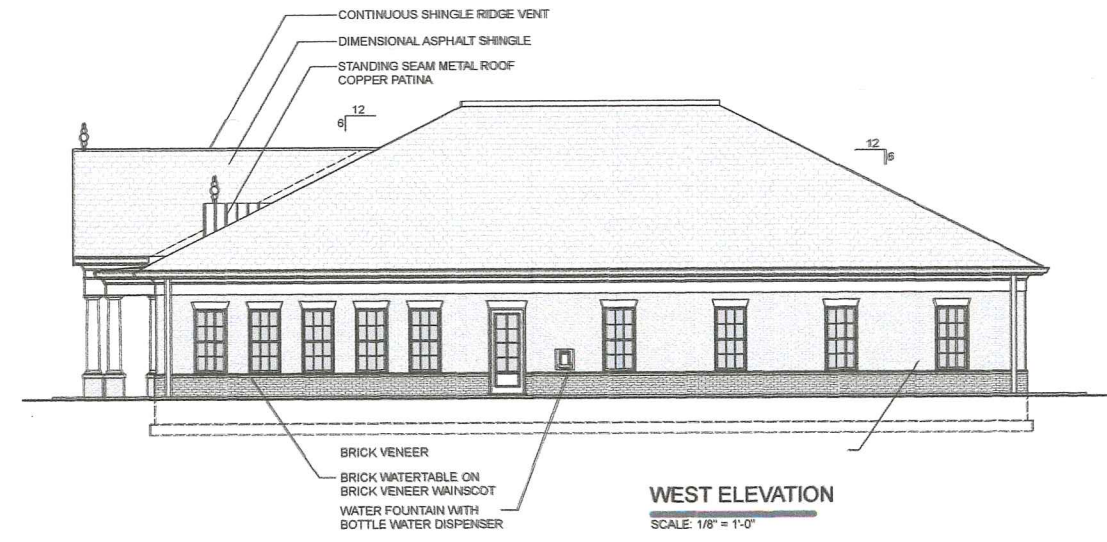 CONTINUOUS SHINGLE RIDGE VENT
DIMENSIONAL ASPHALT SHINGLE
STANDING SEAM METAL ROOF
COPPER PATINA
12
6
12
6
BRICK VENEER
BRICK WATERTABLE ON
BRICK VENEER WAINSCOT
WATER FOUNTAIN WITH
BOTTLE WATER DISPENSER
WEST ELEVATION
SCALE: 1/8" = 1'-0"